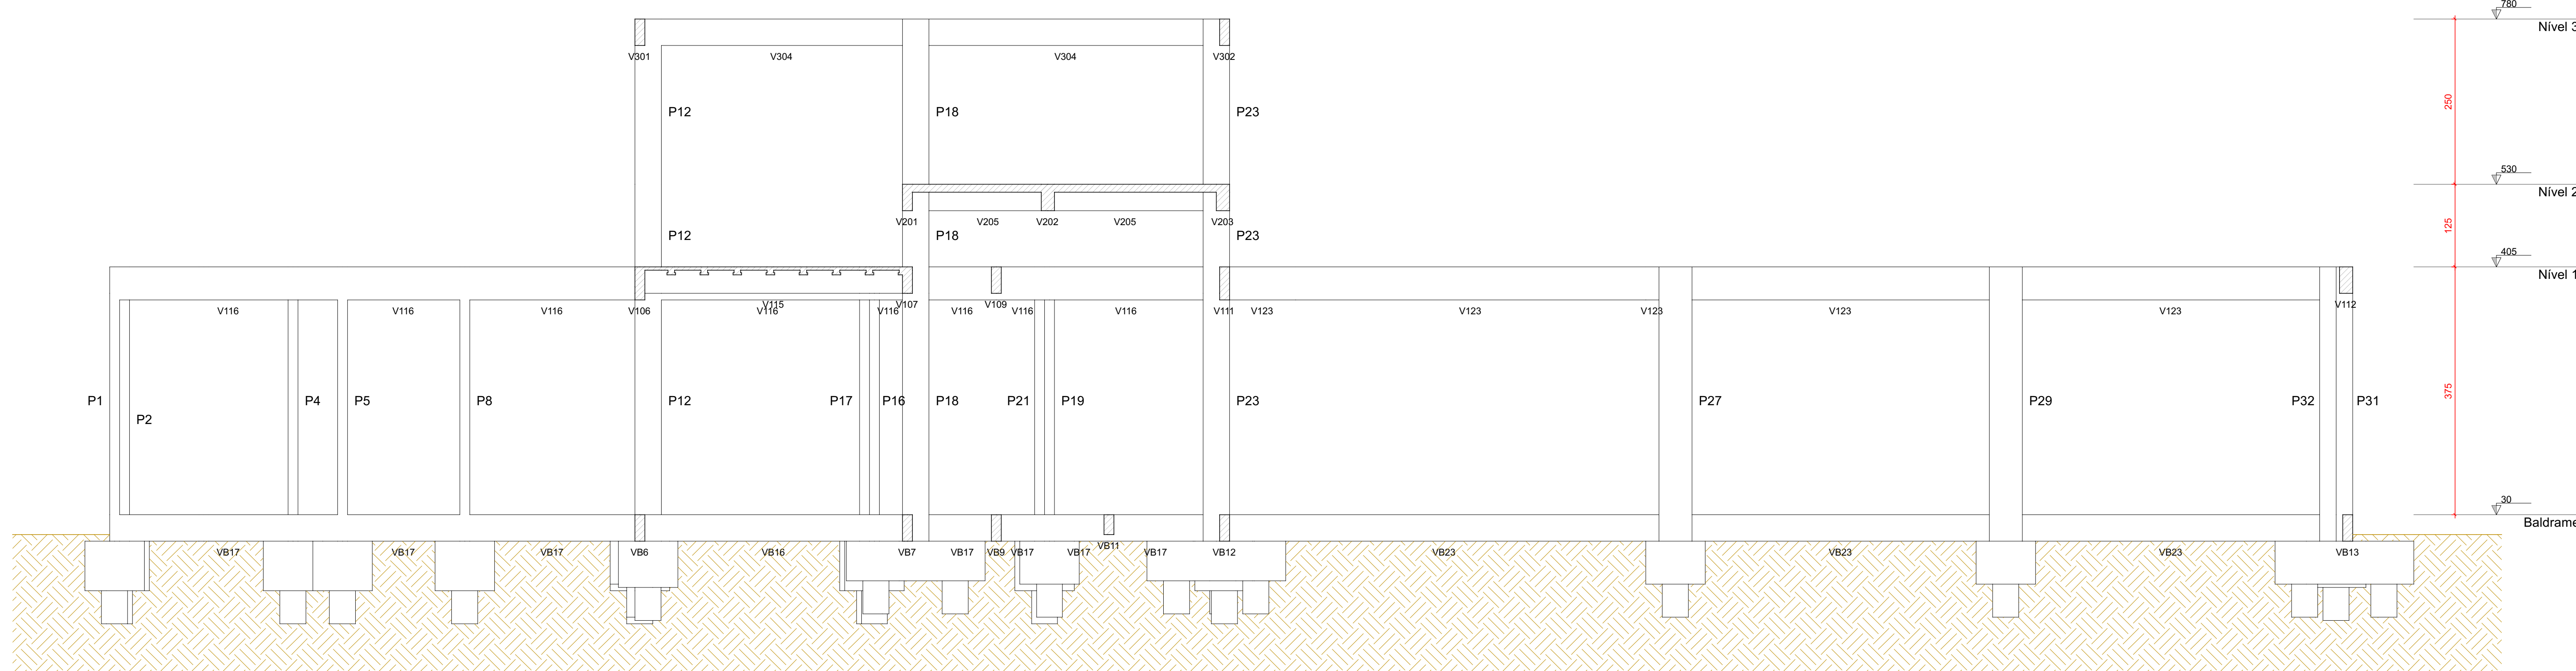 780
Nível 3
V301 V304 V304 V302
250
P12 P18 P23
530
Nível 2
V201 V205 V202 V205 V203
125
P12 P18 P23
405
Nível 1
V115 V107 V109 V112
V116 V116 V116 V106 V116 V116 V116 V116 V116 V111 V123 V123 V123 V123 V123
375
P1 P4 P5 P8 P12 P17 P16 P18 P21 P19 P23 P27 P29 P32 P31
P2
30
Baldrame
VB11
VB17 VB17 VB17 VB6 VB16 VB7 VB17 VB9 VB17 VB17 VB17 VB12 VB23 VB23 VB23 VB13